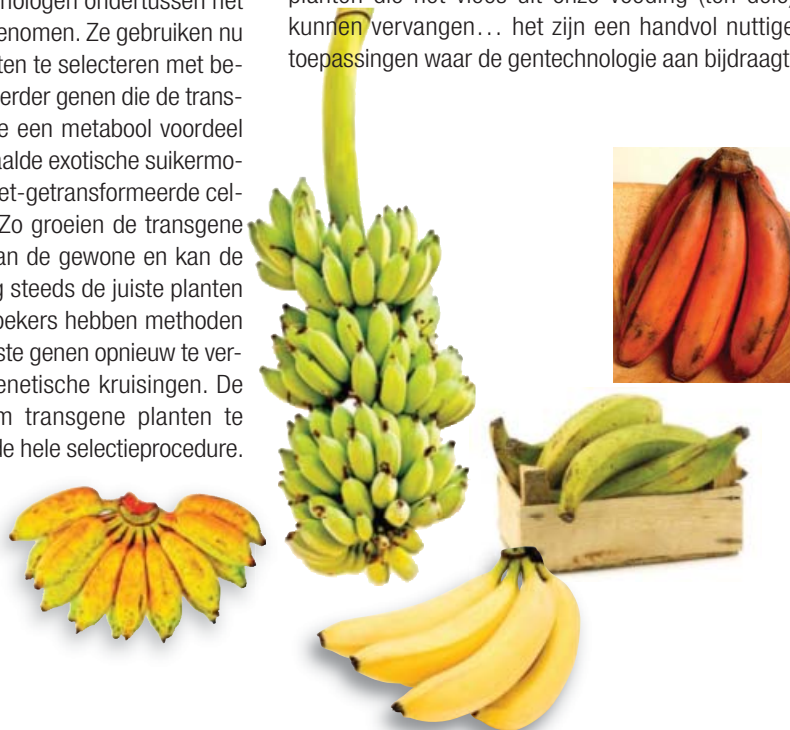 nologen ondertussen het
enomen. Ze gebruiken nu
ten te selecteren met be-
erder genen die de trans-
e een metabool voordeel
aalde exotische suikermo-
et-getransformeerde cel-
Zo groeien de transgene
an de gewone en kan de
g steeds de juiste planten
oekers hebben methoden
ste genen opnieuw te ver-
enetische kruisingen. De
m transgene planten te
de hele selectieprocedure.
kunnen vervangen… het zijn een handvol nuttige
toepassingen waar de gentechnologie aan bijdraagt